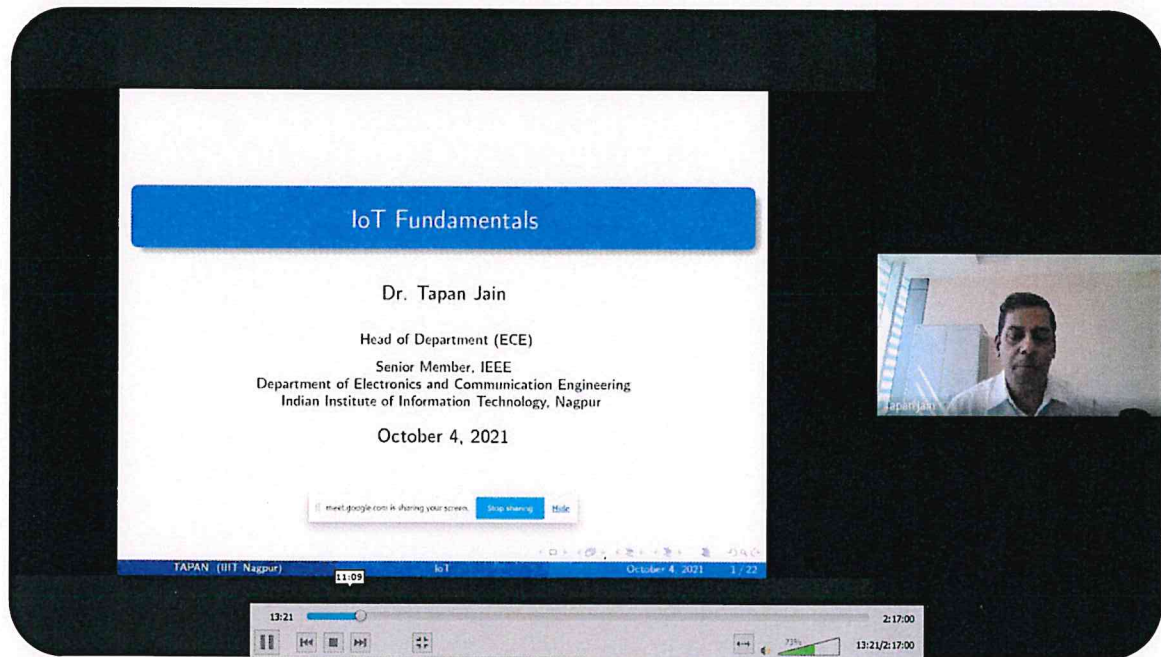 IoT Fundamentals
Dr. Tapan Jain
Head of Department (ECE)
Senior Member, IEEE
Department of Electronics and Communication Engineering
Indian Institute of Information Technology, Nagpur
October 4, 2021
meet.google.com is sharing your screen.
Stop sharing
Hide
TAPAN (IIIT Nagpur)
IoT
October 4, 2021
1 / 22
Tapan Jain
11:09
13:21
2:17:00
73%
13:21/2:17:00